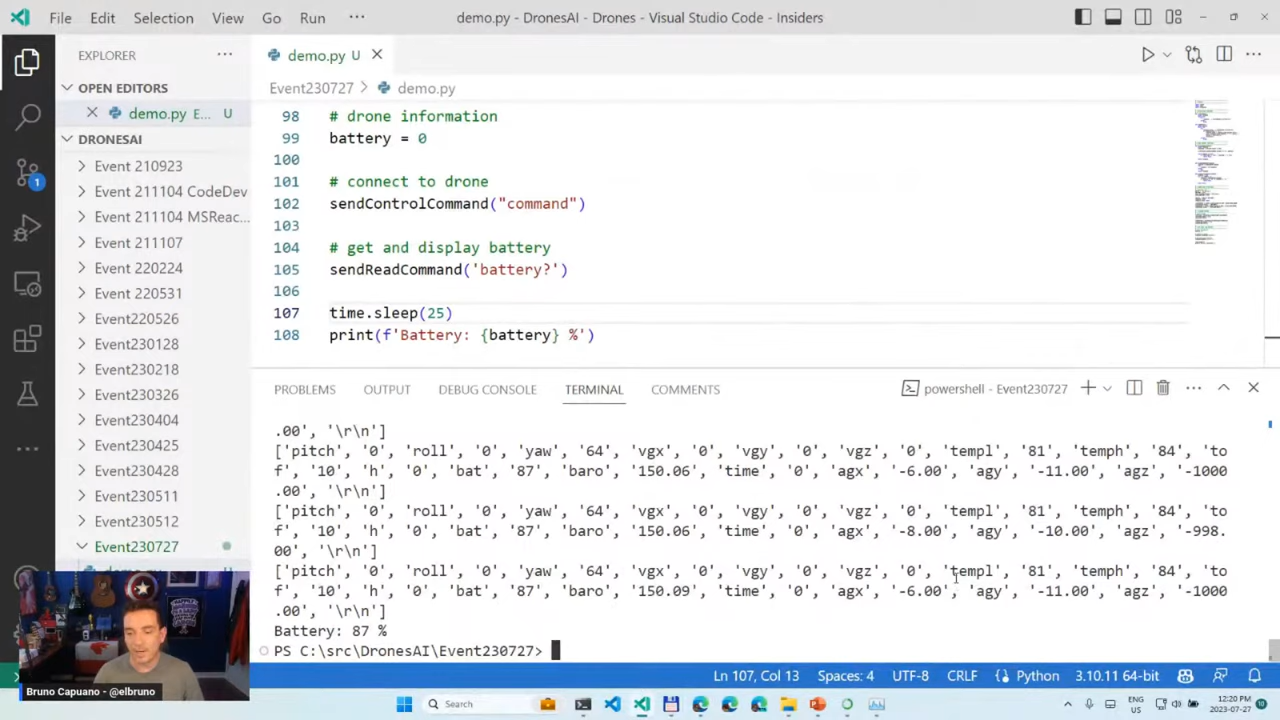 File Edit Selection View Go Run ··· demo.py - DronesAI - Drones - Visual Studio Code - Insiders
EXPLORER ···
OPEN EDITORS
demo.py E... U
DRONESAI
Event 210923
Event 211104 CodeDev
Event 211104 MSReac...
Event 211107
Event 220224
Event 220531
Event220526
Event230128
Event230218
Event230326
Event230404
Event230425
Event230428
Event230511
Event230512
Event230727
1
demo.py U
Event230727 > demo.py
98 # drone information
99 battery = 0
100
101 # connect to drone
102 sendControlCommand("command")
103
104 # get and display battery
105 sendReadCommand('battery?')
106
107 time.sleep(25)
108 print(f'Battery: {battery} %')
PROBLEMS OUTPUT DEBUG CONSOLE TERMINAL COMMENTS powershell - Event230727
.00', '\r\n']
['pitch', '0', 'roll', '0', 'yaw', '64', 'vgx', '0', 'vgy', '0', 'vgz', '0', 'templ', '81', 'temph', '84', 'to
f', '10', 'h', '0', 'bat', '87', 'baro', '150.06', 'time', '0', 'agx', '-6.00', 'agy', '-11.00', 'agz', '-1000
.00', '\r\n']
['pitch', '0', 'roll', '0', 'yaw', '64', 'vgx', '0', 'vgy', '0', 'vgz', '0', 'templ', '81', 'temph', '84', 'to
f', '10', 'h', '0', 'bat', '87', 'baro', '150.06', 'time', '0', 'agx', '-8.00', 'agy', '-10.00', 'agz', '-998.
00', '\r\n']
['pitch', '0', 'roll', '0', 'yaw', '64', 'vgx', '0', 'vgy', '0', 'vgz', '0', 'templ', '81', 'temph', '84', 'to
f', '10', 'h', '0', 'bat', '87', 'baro', '150.09', 'time', '0', 'agx', '-6.00', 'agy', '-11.00', 'agz', '-1000
.00', '\r\n']
Battery: 87 %
PS C:\src\DronesAI\Event230727>
Bruno Capuano - @elbruno
Ln 107, Col 13 Spaces: 4 UTF-8 CRLF Python 3.10.11 64-bit
Search
ENG
US
12:20 PM
2023-07-27